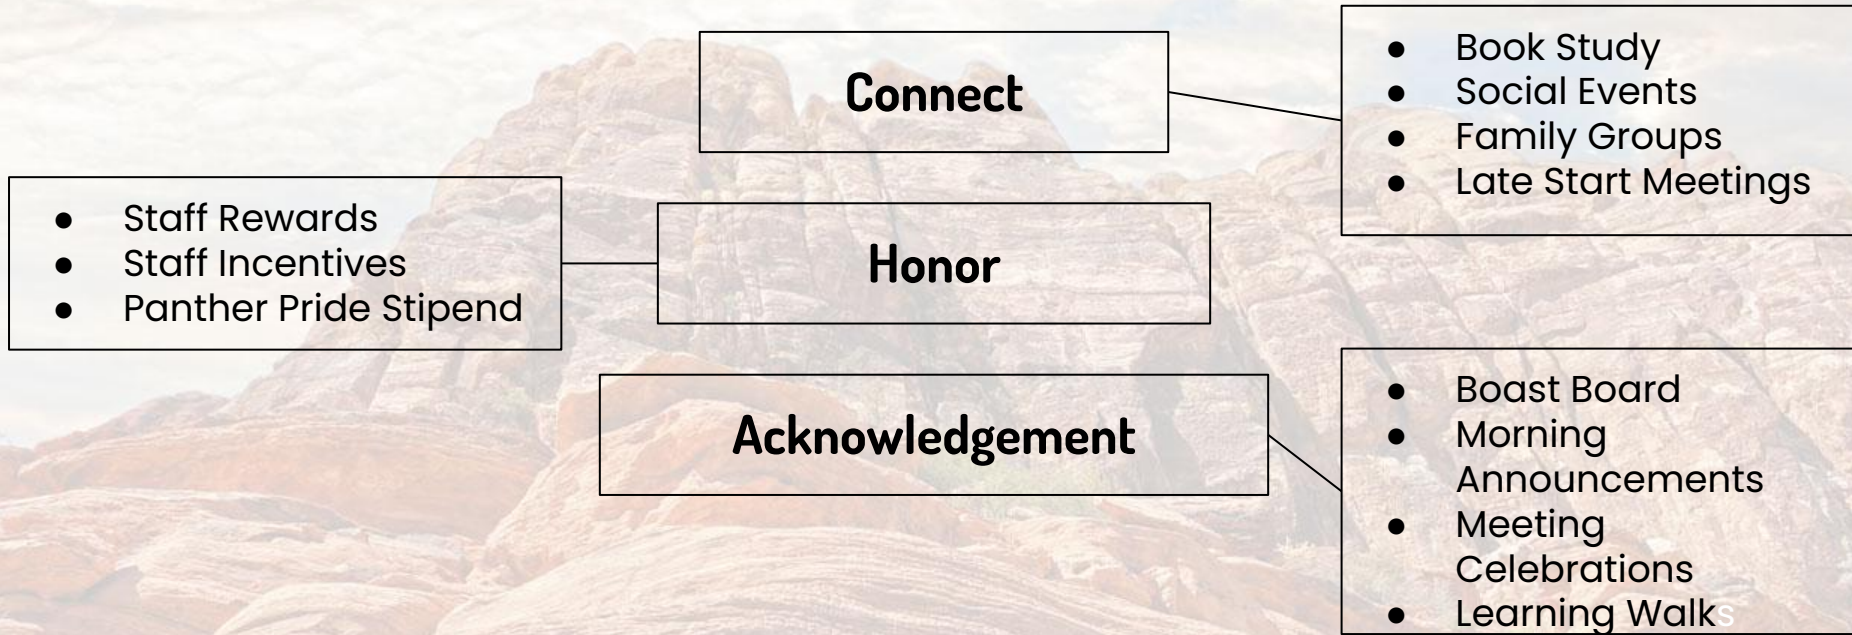 Connect
● Book Study
● Social Events
● Family Groups
● Late Start Meetings
● Staff Rewards
● Staff Incentives
● Panther Pride Stipend
Honor
Acknowledgement
● Boast Board
● Morning
Announcements
● Meeting
Celebrations
● Learning Walks